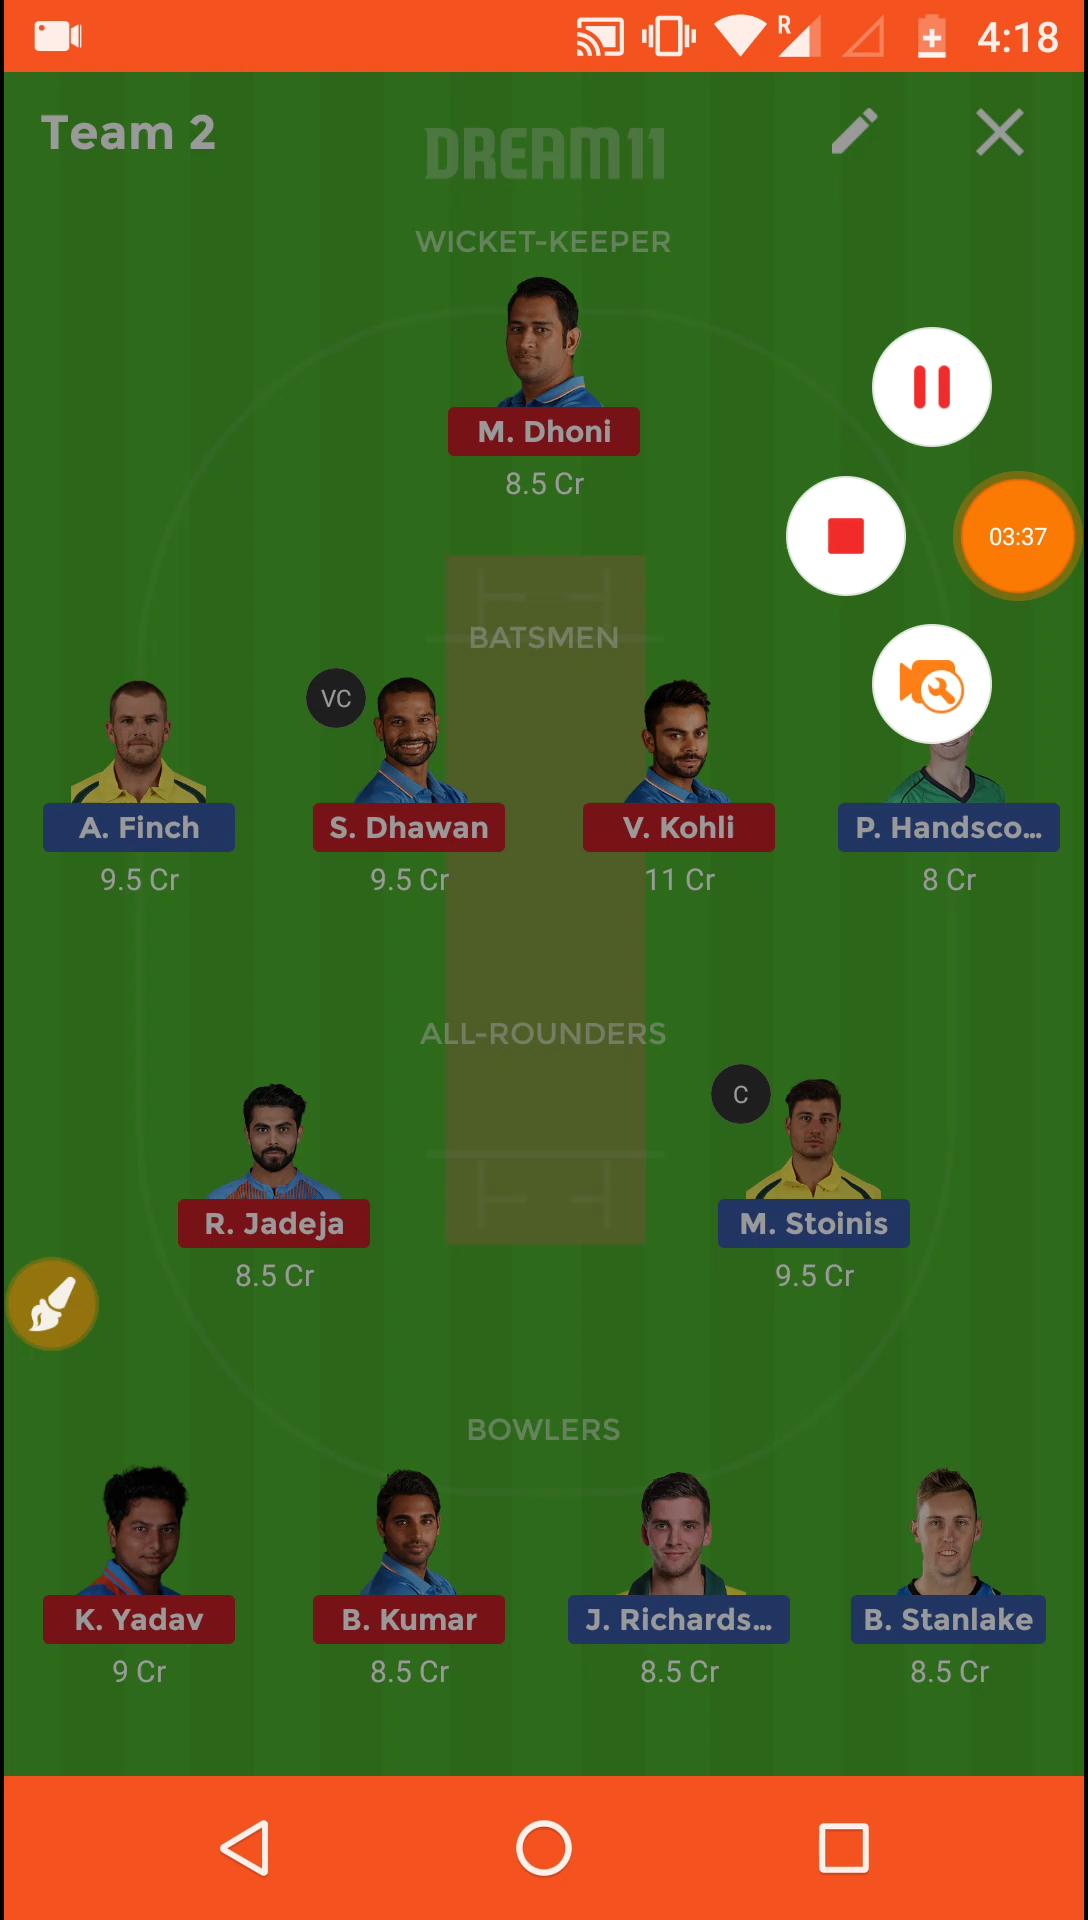 R
4:18
Team 2
DREAM11
WICKET-KEEPER
M. Dhoni
8.5 Cr
03:37
BATSMEN
VC
A. Finch
S. Dhawan
V. Kohli
P. Handsco...
9.5 Cr
9.5 Cr
11 Cr
8 Cr
ALL-ROUNDERS
C
R. Jadeja
M. Stoinis
8.5 Cr
9.5 Cr
BOWLERS
K. Yadav
B. Kumar
J. Richards...
B. Stanlake
9 Cr
8.5 Cr
8.5 Cr
8.5 Cr